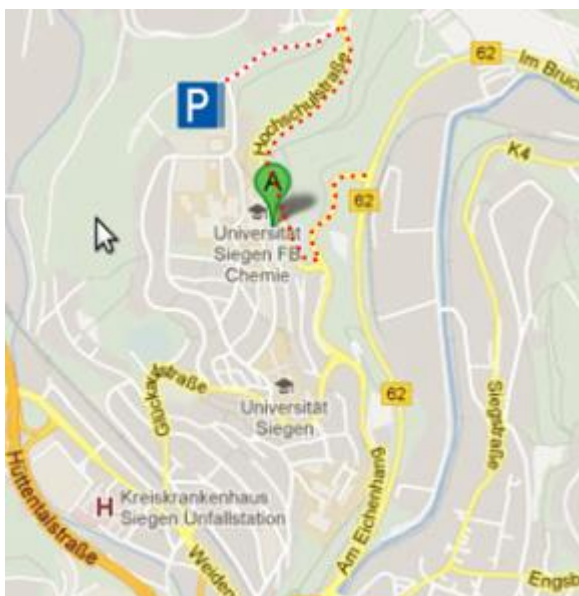 62
Im Bruch
P
Hochschulstraße
K4
A
62
Universität
Siegen FB
Chemie
Glückaufstraße
62
Universität
Siegen
Siegstraße
H Kreiskrankenhaus
Siegen Unfallstation
Hüttentalstraße
Weiden
Am Eichenhang
Engsb